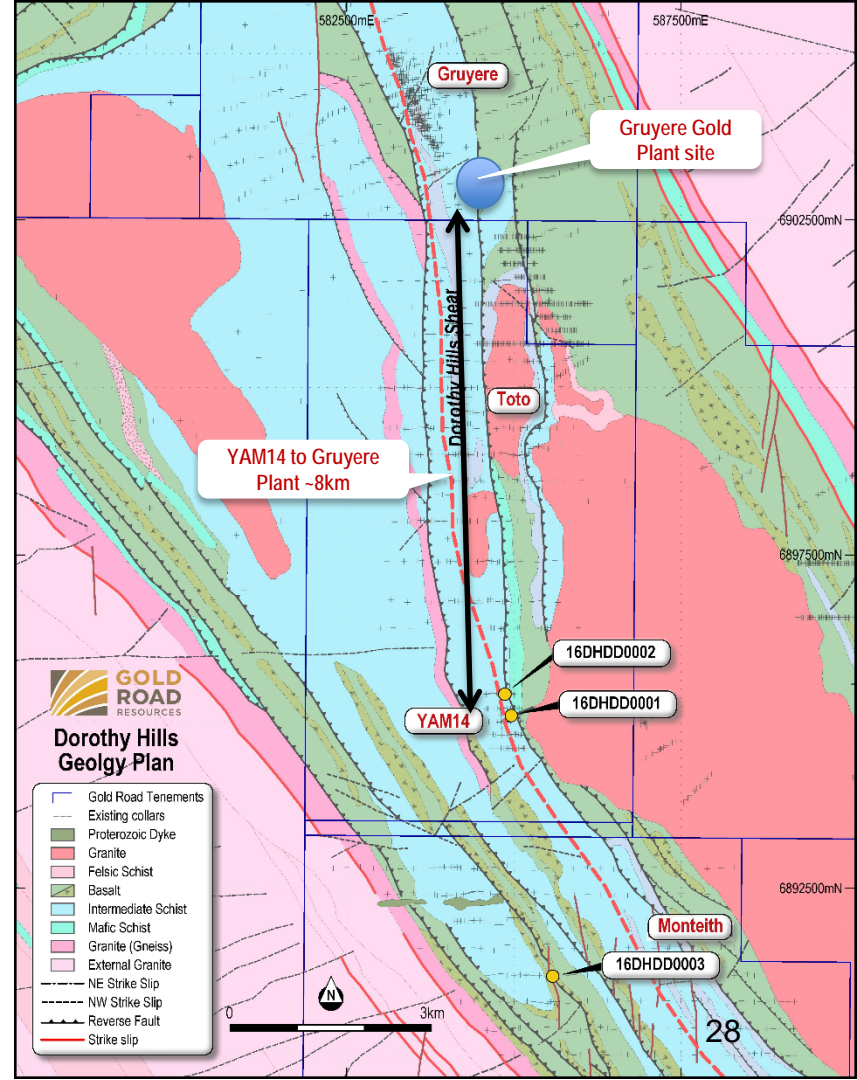 582500mE
587500mE
Gruyere
Gruyere Gold
Plant site
6902500mN
Dorothy Hills Shear
Toto
YAM14 to Gruyere
Plant ~8km
6897500mN
16DHDD0002
16DHDD0001
YAM14
GOLD
ROAD
RESOURCES
Dorothy Hills
Geolgy Plan
Gold Road Tenements
Existing collars
Proterozoic Dyke
Granite
Felsic Schist
Basalt
Intermediate Schist
Mafic Schist
Granite (Gneiss)
External Granite
NE Strike Slip
NW Strike Slip
Reverse Fault
Strike slip
6892500mN
Monteith
16DHDD0003
N
0
3km
28